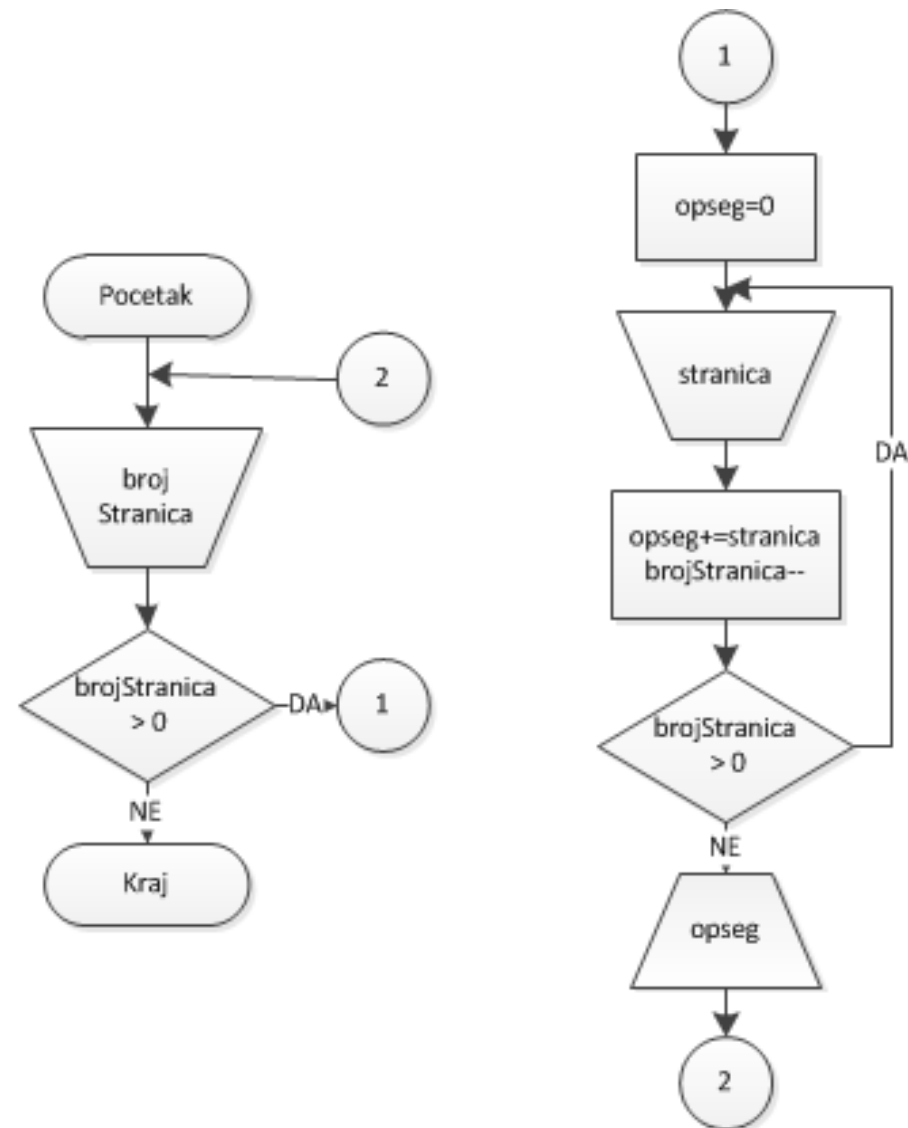 Pocetak
2
broj
Stranica
brojStranica
> 0
DA
1
NE
Kraj
1
opseg=0
stranica
DA
opseg+=stranica
brojStranica--
brojStranica
> 0
NE
opseg
2